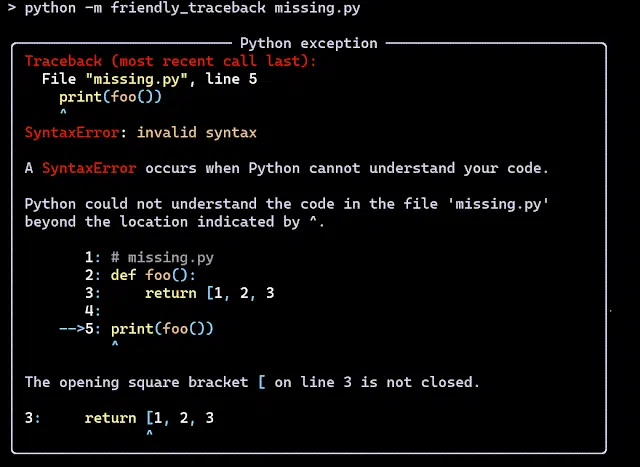 > python -m friendly_traceback missing.py
Python exception
Traceback (most recent call last):
  File "missing.py", line 5
    print(foo())
    ^
SyntaxError: invalid syntax
A SyntaxError occurs when Python cannot understand your code.
Python could not understand the code in the file 'missing.py'
beyond the location indicated by ^.
       1: # missing.py
       2: def foo():
       3:     return [1, 2, 3
       4:
    -->5: print(foo())
          ^
The opening square bracket [ on line 3 is not closed.
3:     return [1, 2, 3
              ^